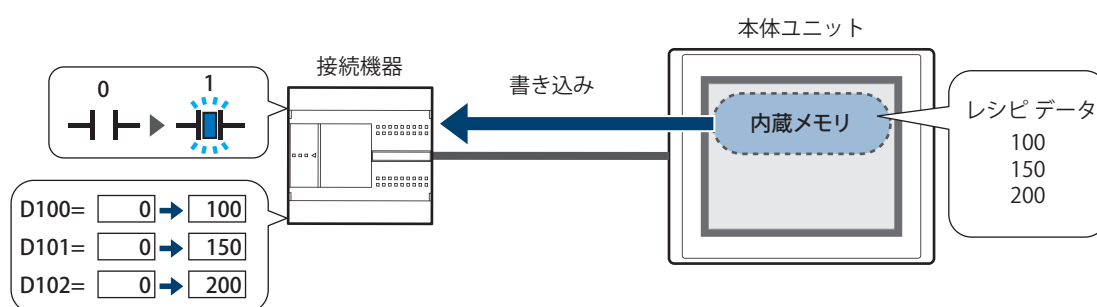 本体ユニット
接続機器
書き込み
0 1
内蔵メモリ
レシピ データ
100
150
200
D100= 0 100
D101= 0 150
D102= 0 200